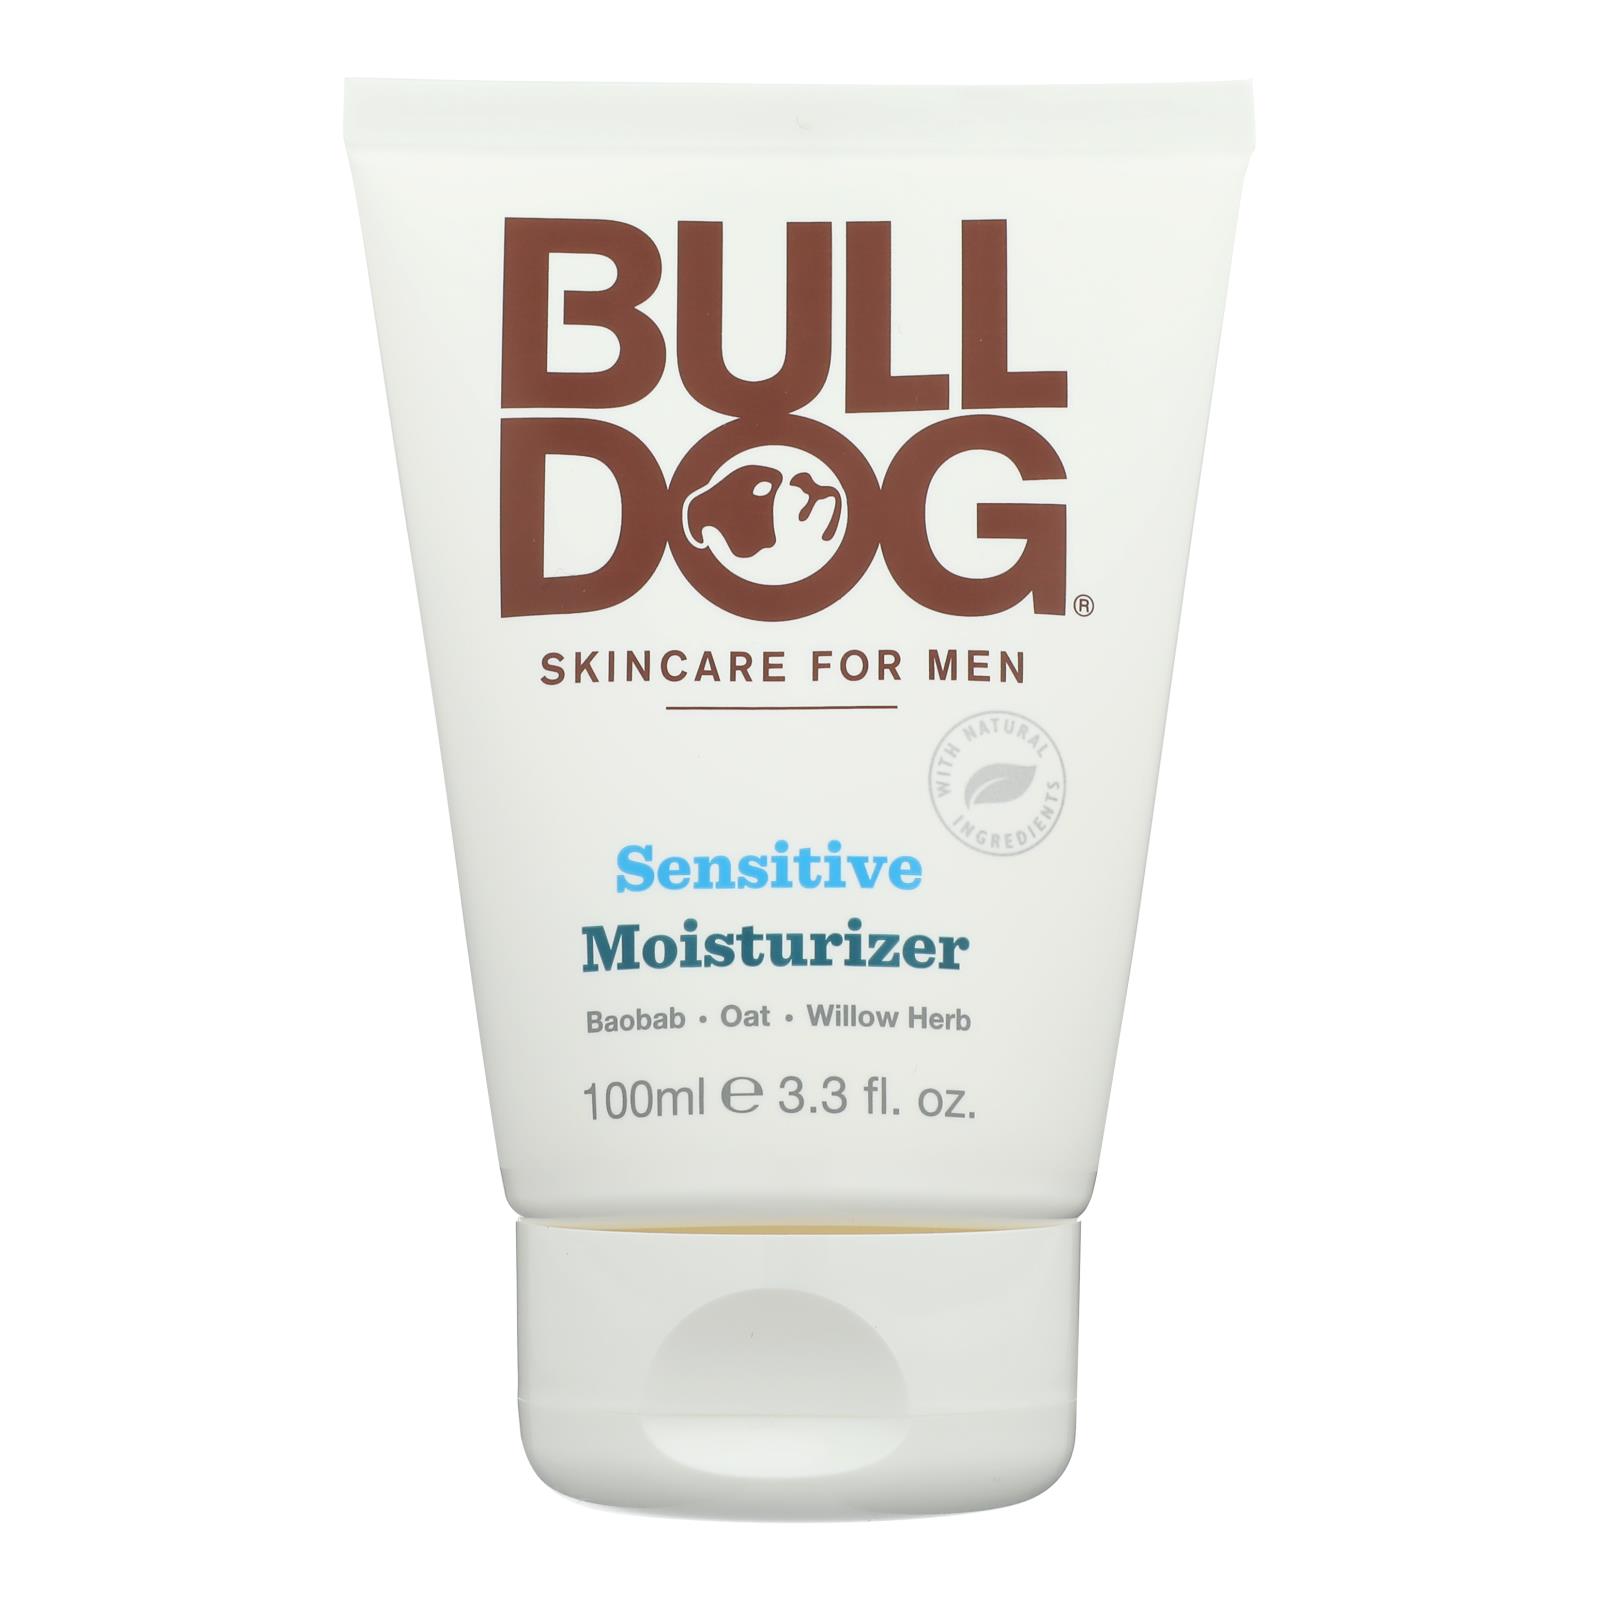 BULL
DOG®
SKINCARE FOR MEN
WITH NATURAL
INGREDIENTS
Sensitive
Moisturizer
Baobab • Oat • Willow Herb
100ml ℮ 3.3 fl. oz.